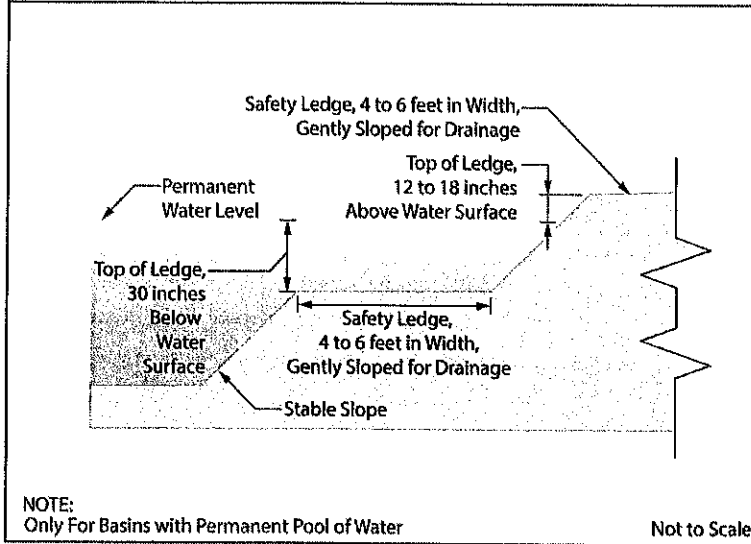 Safety Ledge, 4 to 6 feet in Width,
Gently Sloped for Drainage
Top of Ledge,
12 to 18 inches
Above Water Surface
Permanent
Water Level
Top of Ledge,
30 inches
Below
Water
Surface
Safety Ledge,
4 to 6 feet in Width,
Gently Sloped for Drainage
Stable Slope
NOTE:
Only For Basins with Permanent Pool of Water
Not to Scale